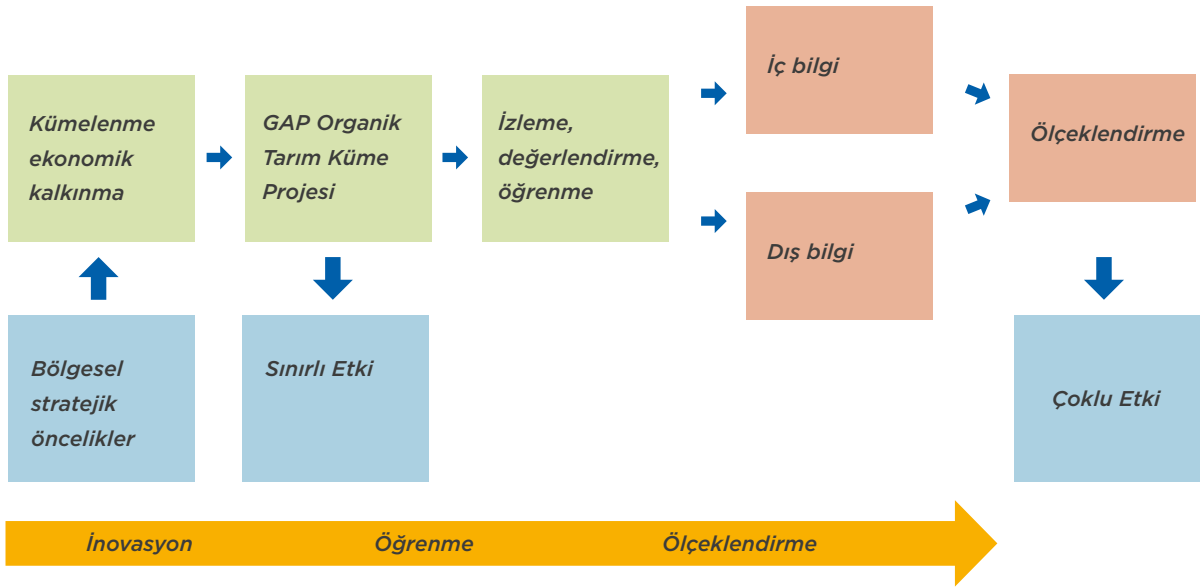 Kümelenme
ekonomik
kalkınma
GAP Organik
Tarım Küme
Projesi
İzleme,
değerlendirme,
öğrenme
İç bilgi
Dış bilgi
Ölçeklendirme
Bölgesel
stratejik
öncelikler
Sınırlı Etki
Çoklu Etki
İnovasyon
Öğrenme
Ölçeklendirme